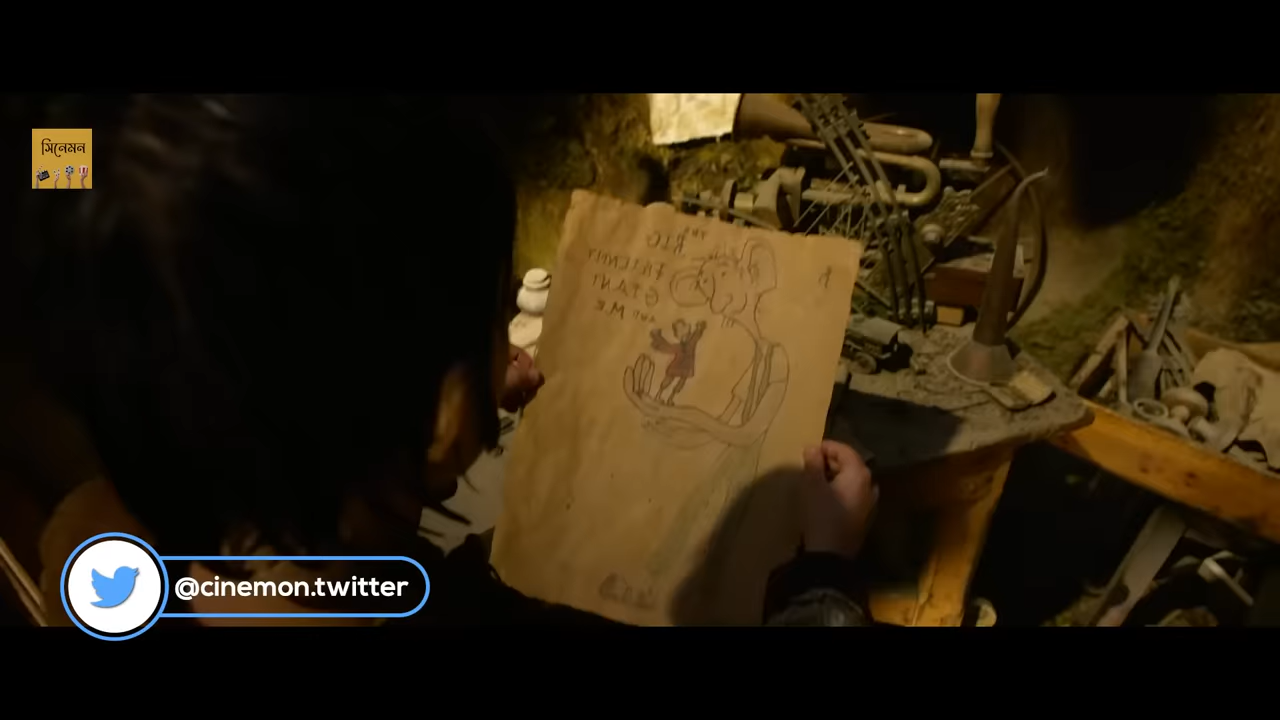 সিনেমন
THE BIG
FRIENDLY
GIANT
AND ME
@cinemon.twitter